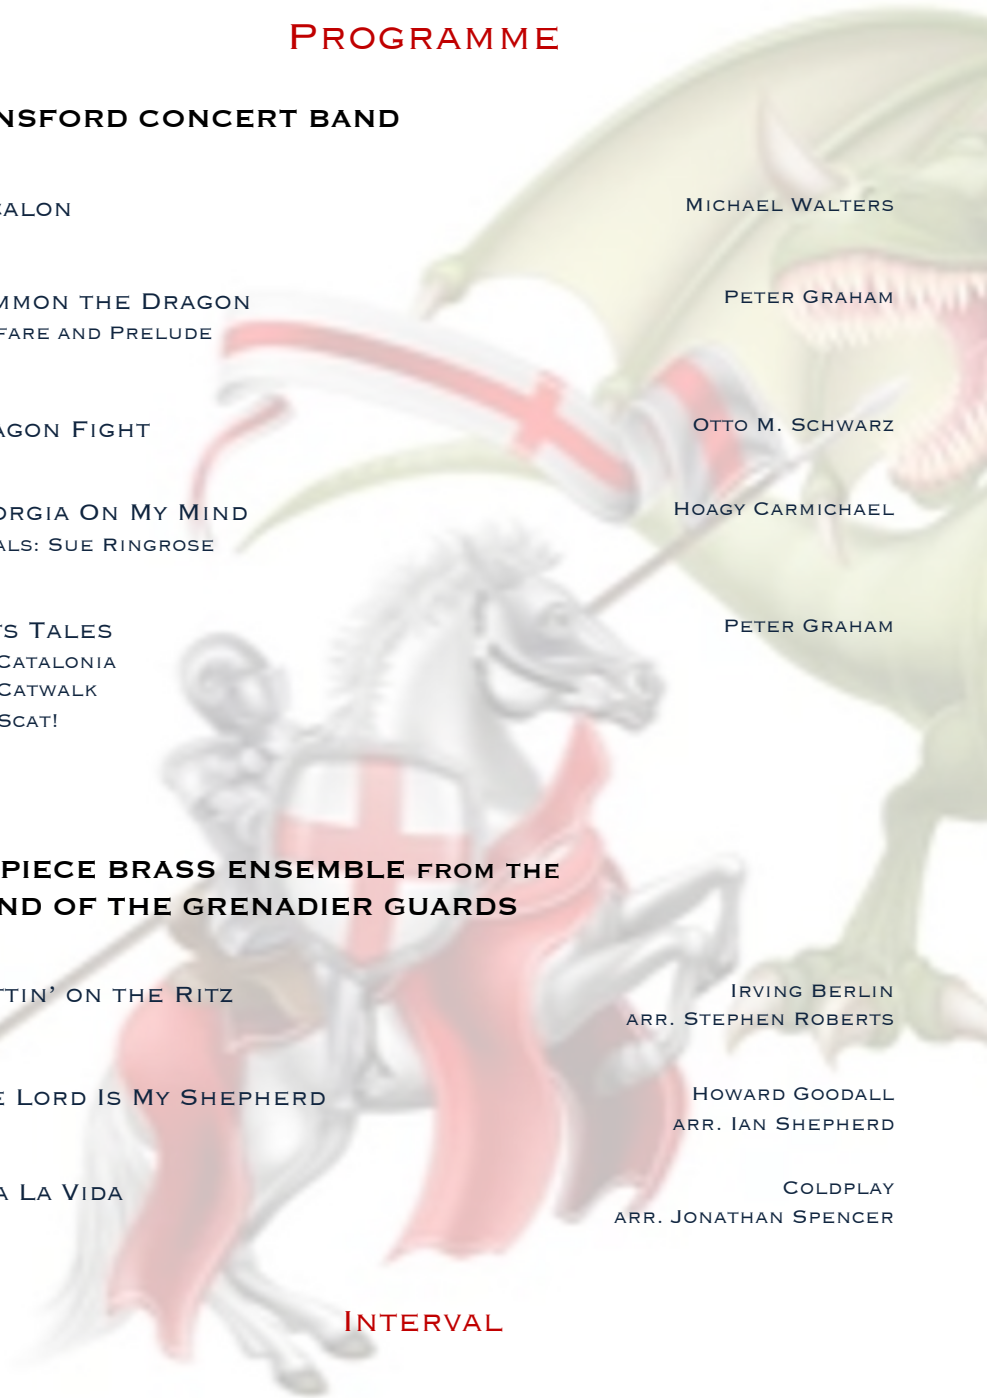 Programme
NSFORD CONCERT BAND
CALON
Michael Walters
MMON THE DRAGON
Peter Graham
FARE AND PRELUDE
AGON FIGHT
Otto M. Schwarz
ORGIA ON MY MIND
Hoagy Carmichael
ALS: SUE RINGROSE
TS TALES
Peter Graham
CATALONIA
CATWALK
SCAT!
PIECE BRASS ENSEMBLE FROM THE
ND OF THE GRENADIER GUARDS
TTIN’ ON THE RITZ
Irving Berlin
arr. Stephen Roberts
E LORD IS MY SHEPHERD
Howard Goodall
arr. Ian Shepherd
A LA VIDA
Coldplay
arr. Jonathan Spencer
Interval